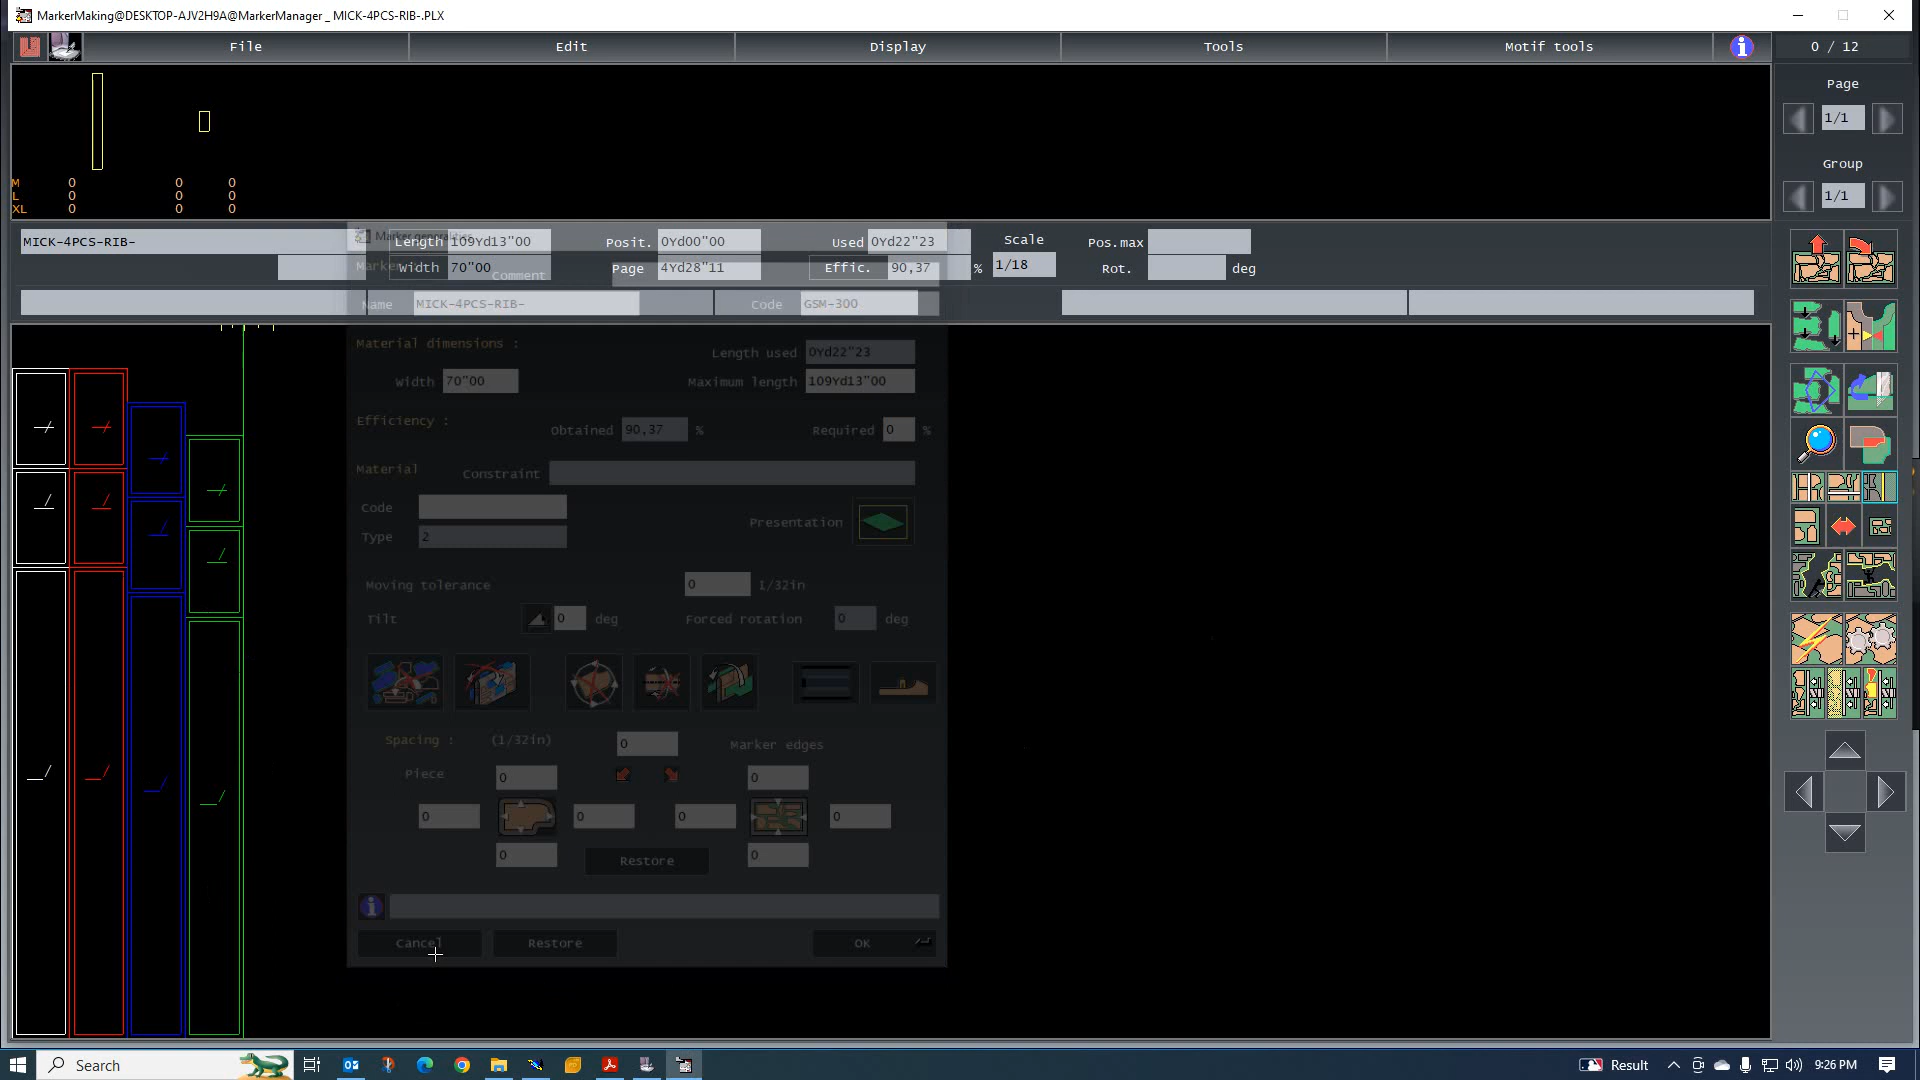 MarkerMaking@DESKTOP-AJV2H9A@MarkerManager _ MICK-4PCS-RIB-.PLX
File Edit Display Tools Motif tools 0 / 12
Page
1/1
Group
1/1
M 0 0 0
L 0 0 0
XL 0 0 0
MICK-4PCS-RIB- Length 109Yd13"00 Posit. 0Yd00"00 Used 0Yd22"23 Scale Pos.max
Width 70"00 Page 4Yd28"11 Effic. 90,37 % 1/18 Rot. deg
Comment
Name MICK-4PCS-RIB- Code GSM-300
Material dimensions : Length used 0Yd22"23
Width 70"00 Maximum length 109Yd13"00
Efficiency : Obtained 90,37 % Required 0 %
Material Constraint
Code
Presentation
Type 2
Moving tolerance 0 1/32in
Tilt 0 deg Forced rotation 0 deg
Spacing : (1/32in) 0 Marker edges
Piece 0 0
0 0 0 0
0 Restore 0
Cancel Restore OK
Search Result 9:26 PM